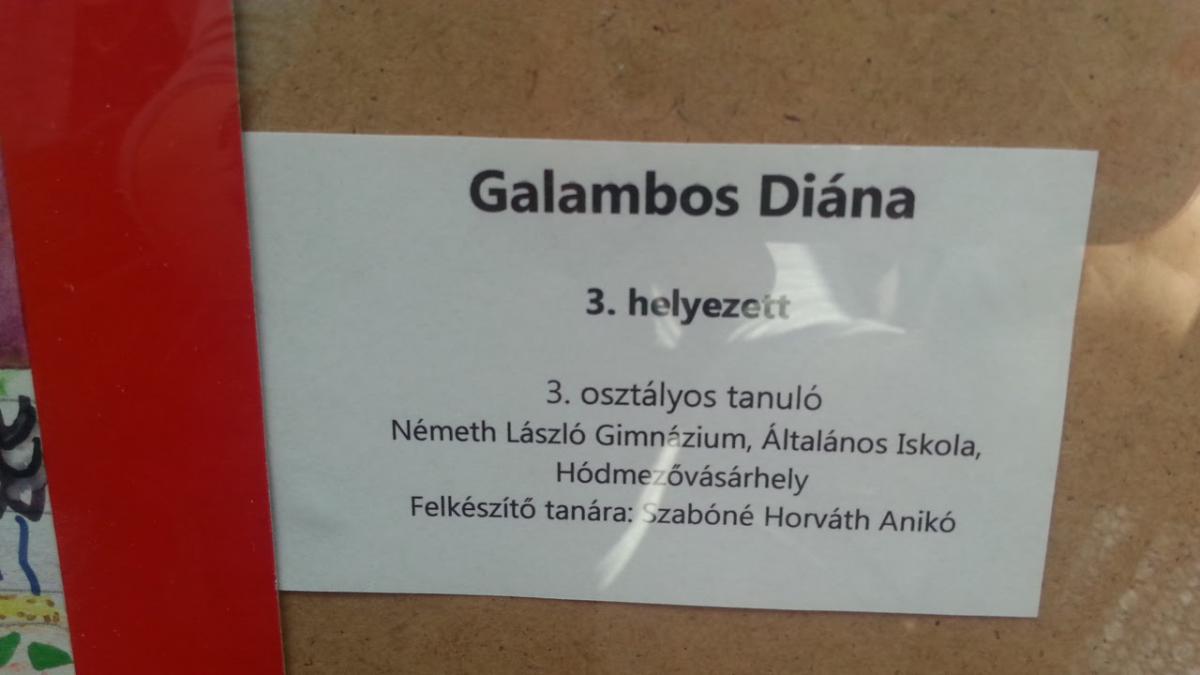 Galambos Diána
3. helyezett
3. osztályos tanuló
Németh László Gimnázium, Általános Iskola,
Hódmezővásárhely
Felkészítő tanára: Szabóné Horváth Anikó